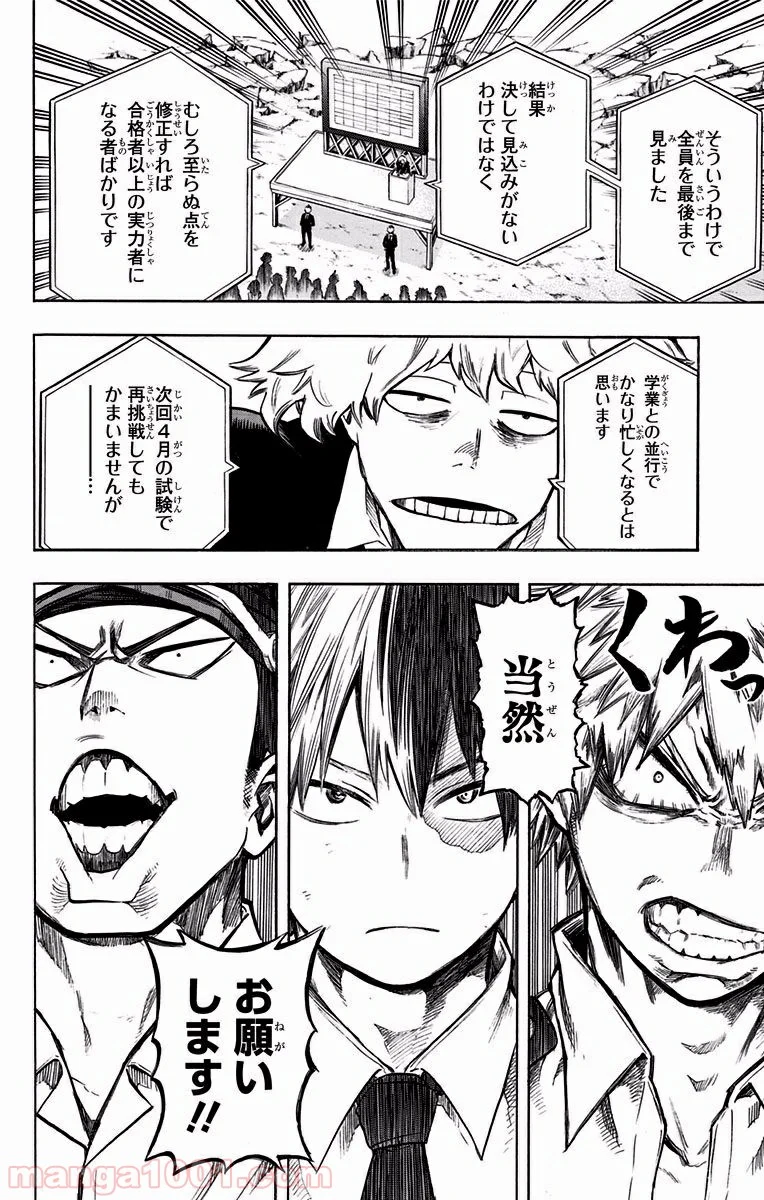 そういうわけで
全員を最後まで
見ました
結果
決して見込みがない
わけではなく
むしろ至らぬ点を
修正すれば
合格者以上の実力者に
なる者ばかりです
学業との並行で
かなり忙しくなるとは
思います
次回4月の試験で
再挑戦しても
かまいませんが
――…
くわっ
当然
お願い
します!!
manga1001.com